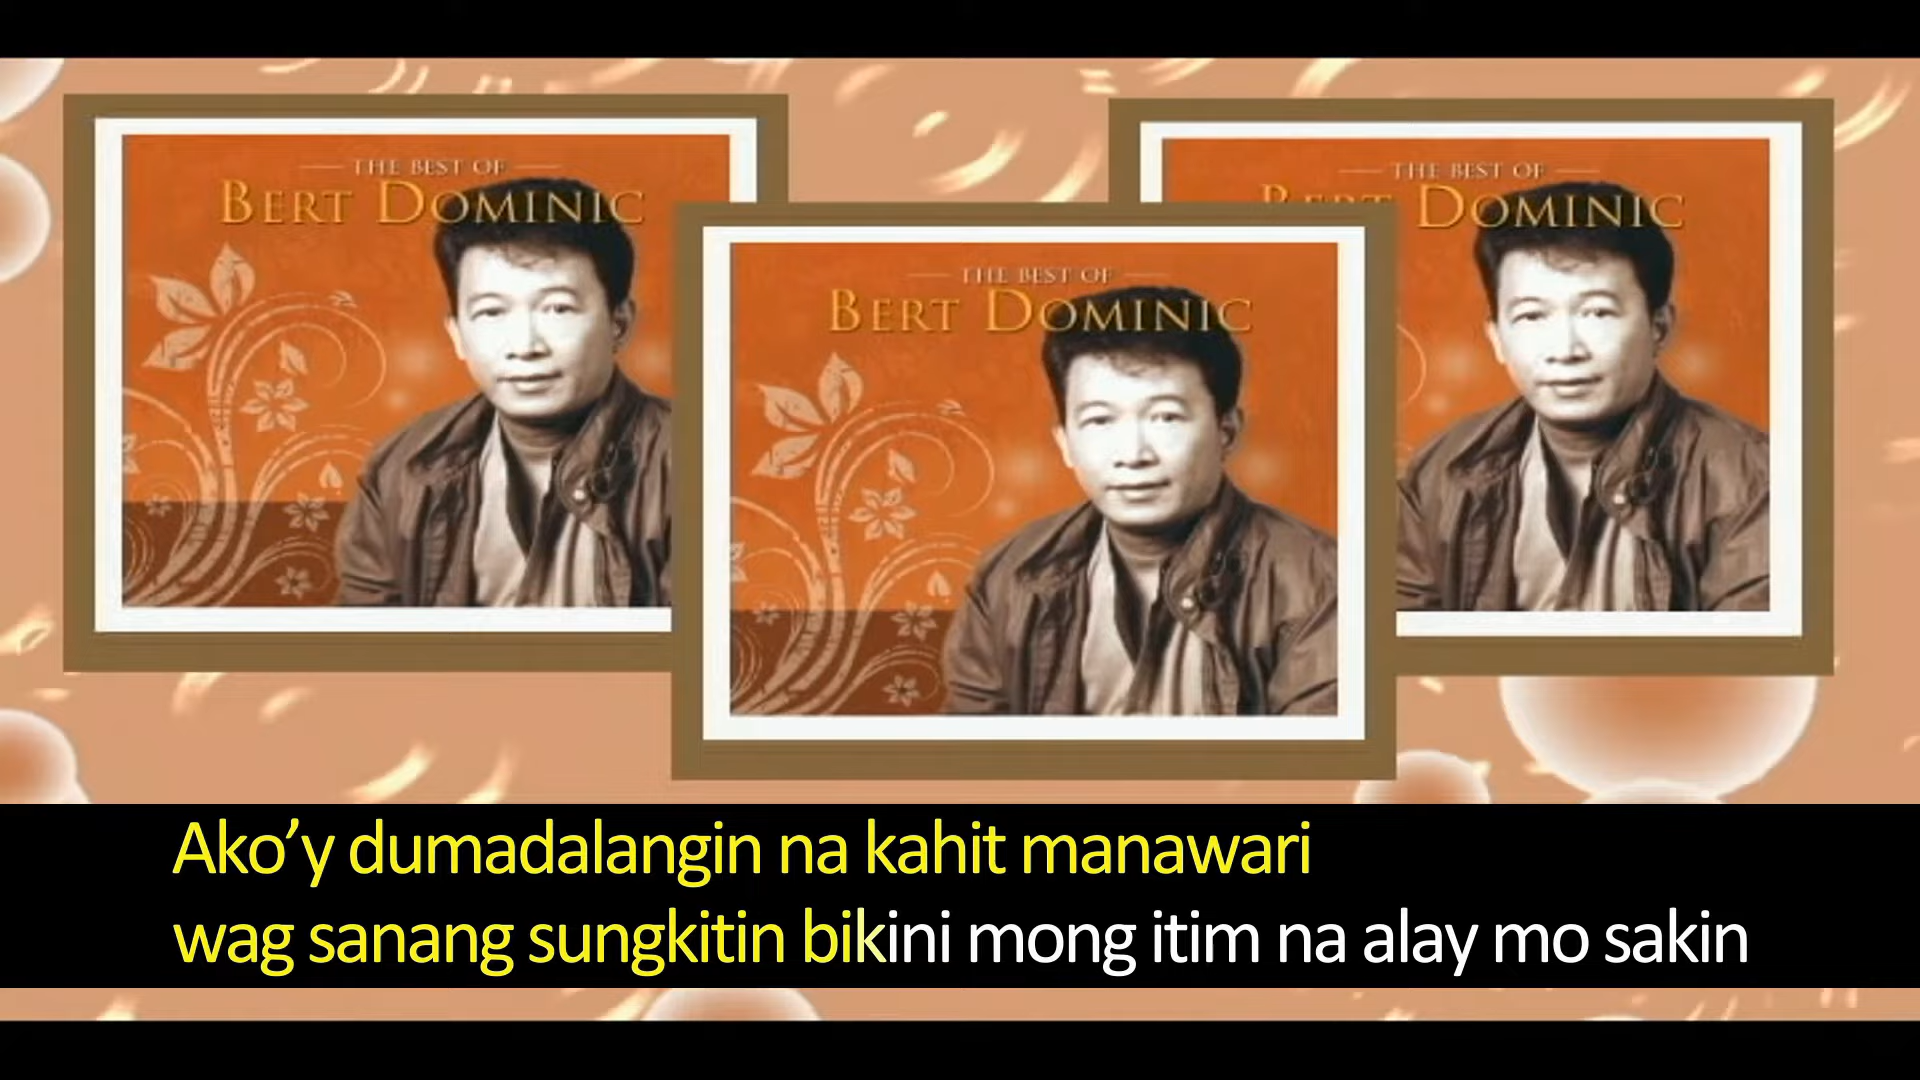 THE BEST OF
BERT DOMINIC
THE BEST OF
BERT DOMINIC
THE BEST OF
BERT DOMINIC
Ako’y dumadalangin na kahit manawari
wag sanang sungkitin bikini mong itim na alay mo sakin